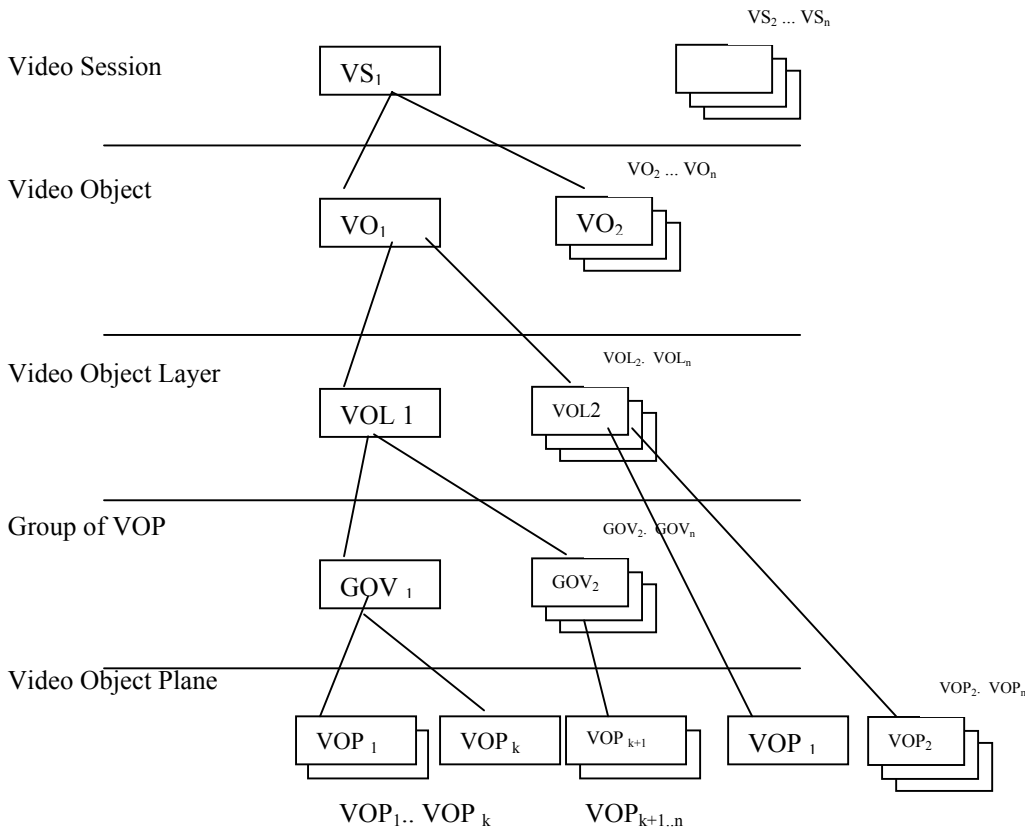 VS₂ ... VSₙ
Video Session
VS₁
VO₂ ... VOₙ
Video Object
VO₁
VO₂
VOL₂. VOLₙ
Video Object Layer
VOL 1
VOL2
Group of VOP
GOV₂. GOVₙ
GOV ₁
GOV₂
Video Object Plane
VOP₂. VOPₙ
VOP ₁
VOP ₖ
VOP ₖ₊₁
VOP ₁
VOP₂
VOP₁.. VOP ₖ
VOPₖ₊₁..ₙ